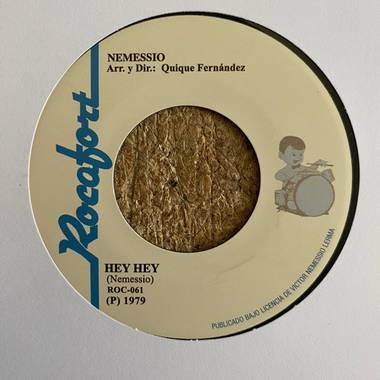 NEMESSIO
Arr. y Dir.: Quique Fernández
Rocafort
HEY HEY
(Nemessio)
ROC-061
(P) 1979
PUBLICADO BAJO LICENCIA DE VICTOR NEMESSIO LERMA